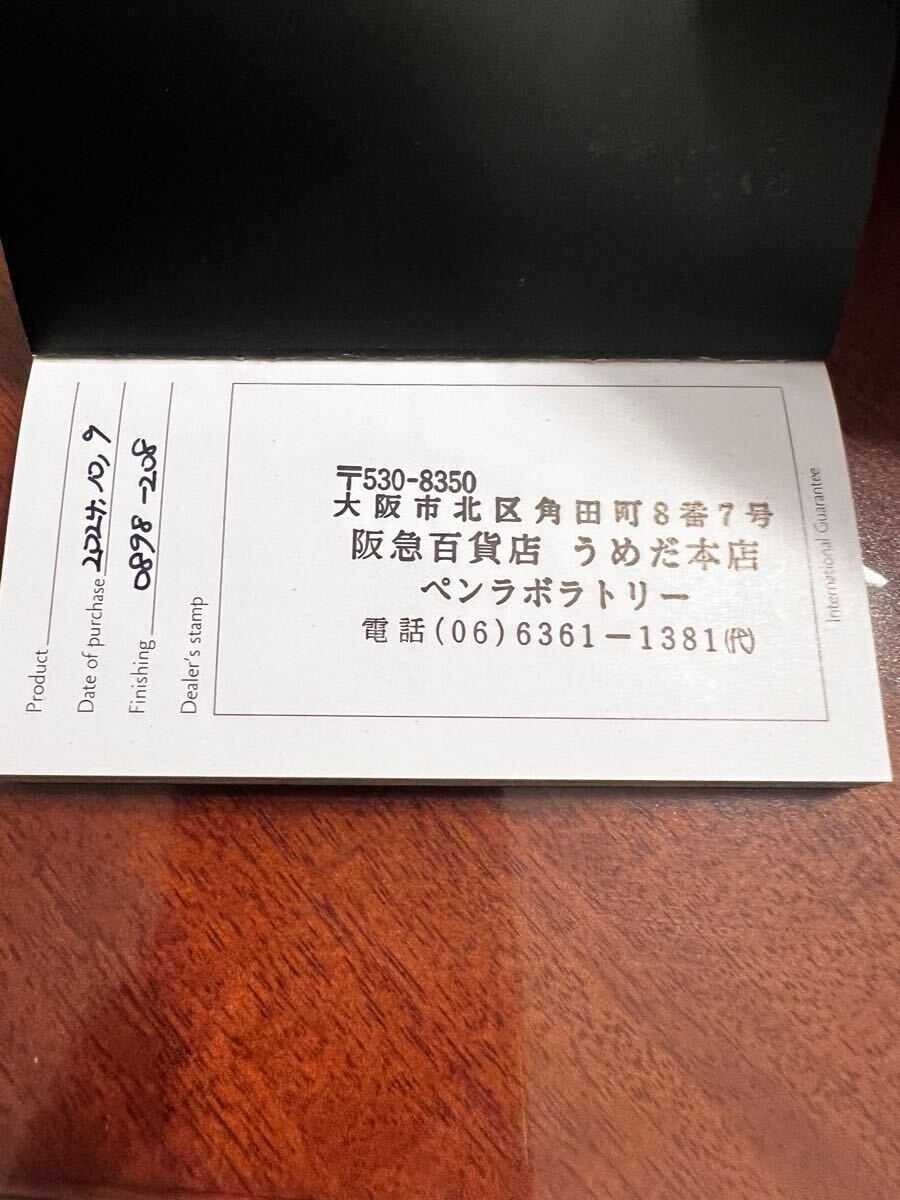 International Guarantee
Product
Date of purchase 2024.10,9
Finishing 0898-208
Dealer's stamp
〒530-8350
大阪市北区角田町8番7号
阪急百貨店 うめだ本店
ペンラボラトリー
電話(06)6361-1381(代)